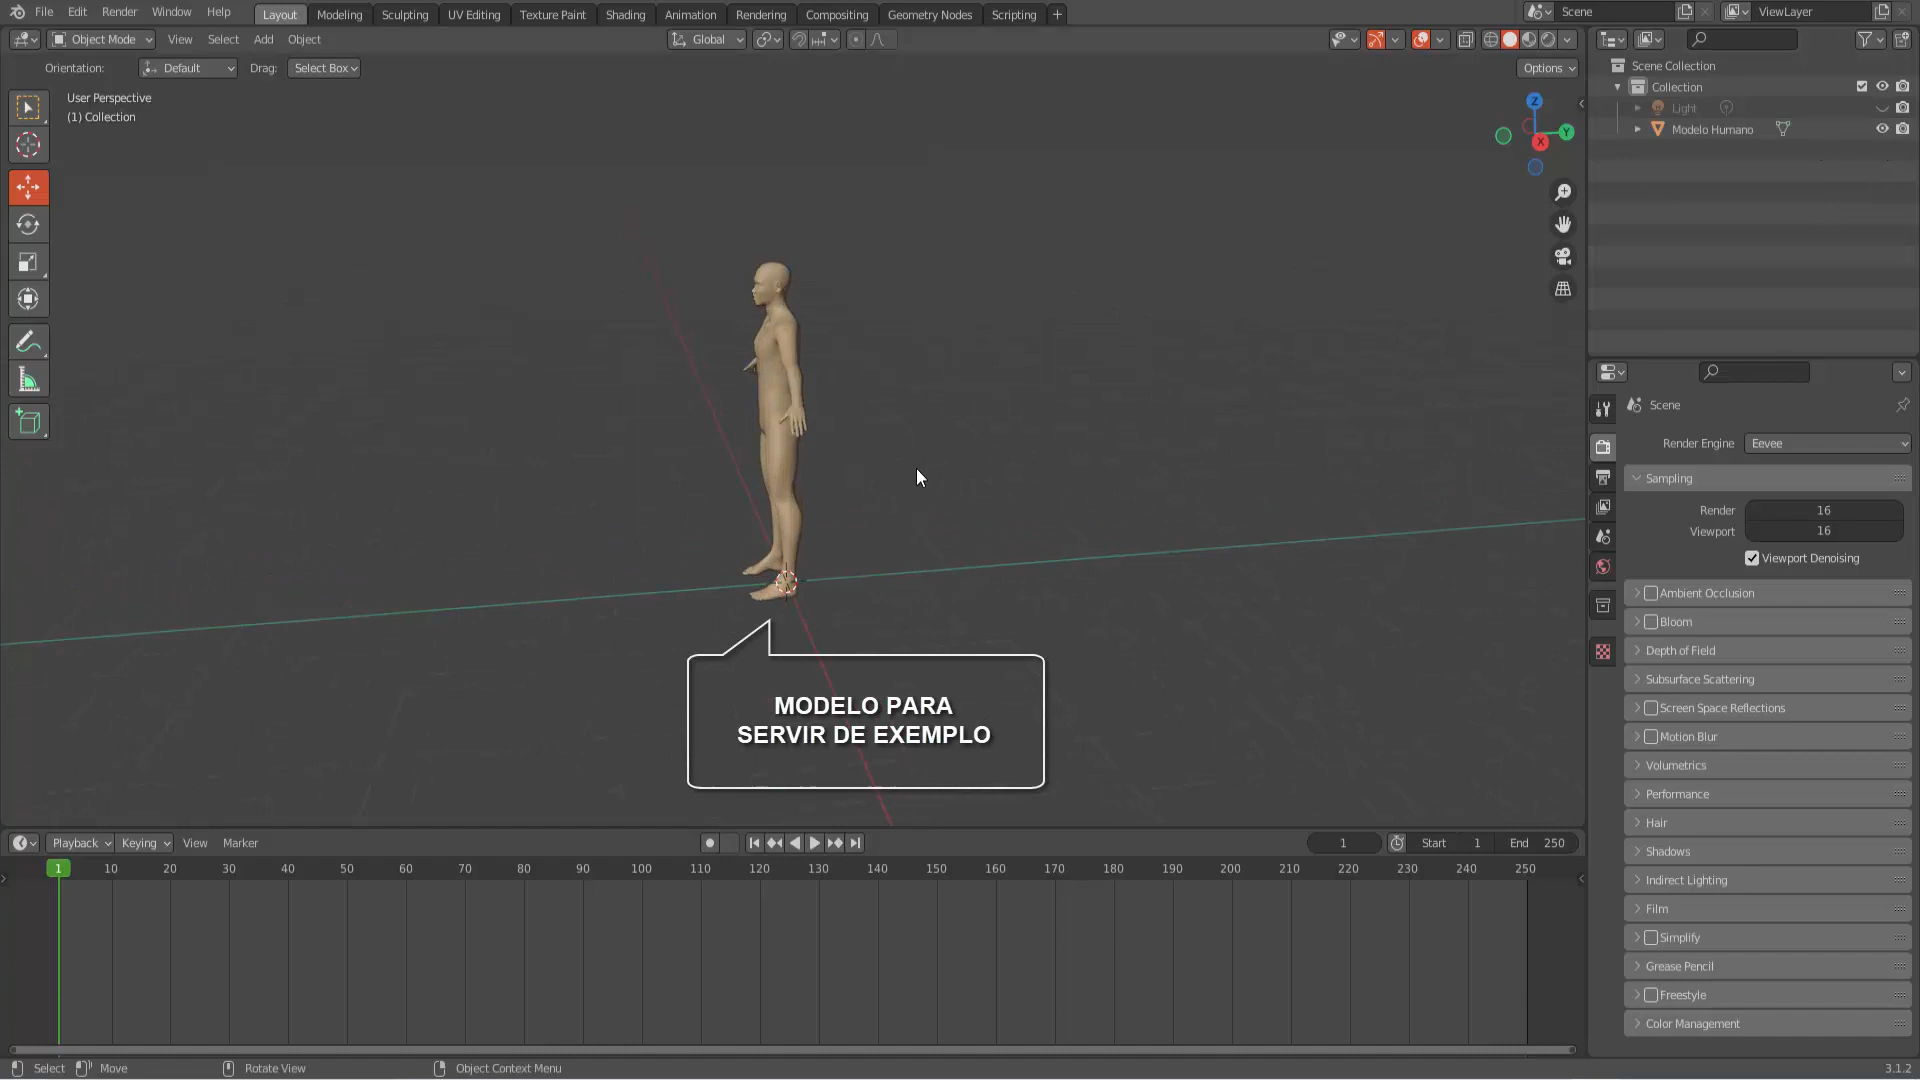 File Edit Render Window Help
Layout Modeling Sculpting UV Editing Texture Paint Shading Animation Rendering Compositing Geometry Nodes Scripting +
Scene ViewLayer
Object Mode View Select Add Object
Global
Orientation: Default Drag: Select Box
Options
User Perspective
(1) Collection
Z
Y
X
MODELO PARA
SERVIR DE EXEMPLO
Scene Collection
Collection
Light
Modelo Humano
Scene
Render Engine Eevee
Sampling
Render 16
Viewport 16
Viewport Denoising
Ambient Occlusion
Bloom
Depth of Field
Subsurface Scattering
Screen Space Reflections
Motion Blur
Volumetrics
Performance
Hair
Shadows
Indirect Lighting
Film
Simplify
Grease Pencil
Freestyle
Color Management
Playback Keying View Marker
1 Start 1 End 250
1 10 20 30 40 50 60 70 80 90 100 110 120 130 140 150 160 170 180 190 200 210 220 230 240 250
Select Move Rotate View Object Context Menu
3.1.2